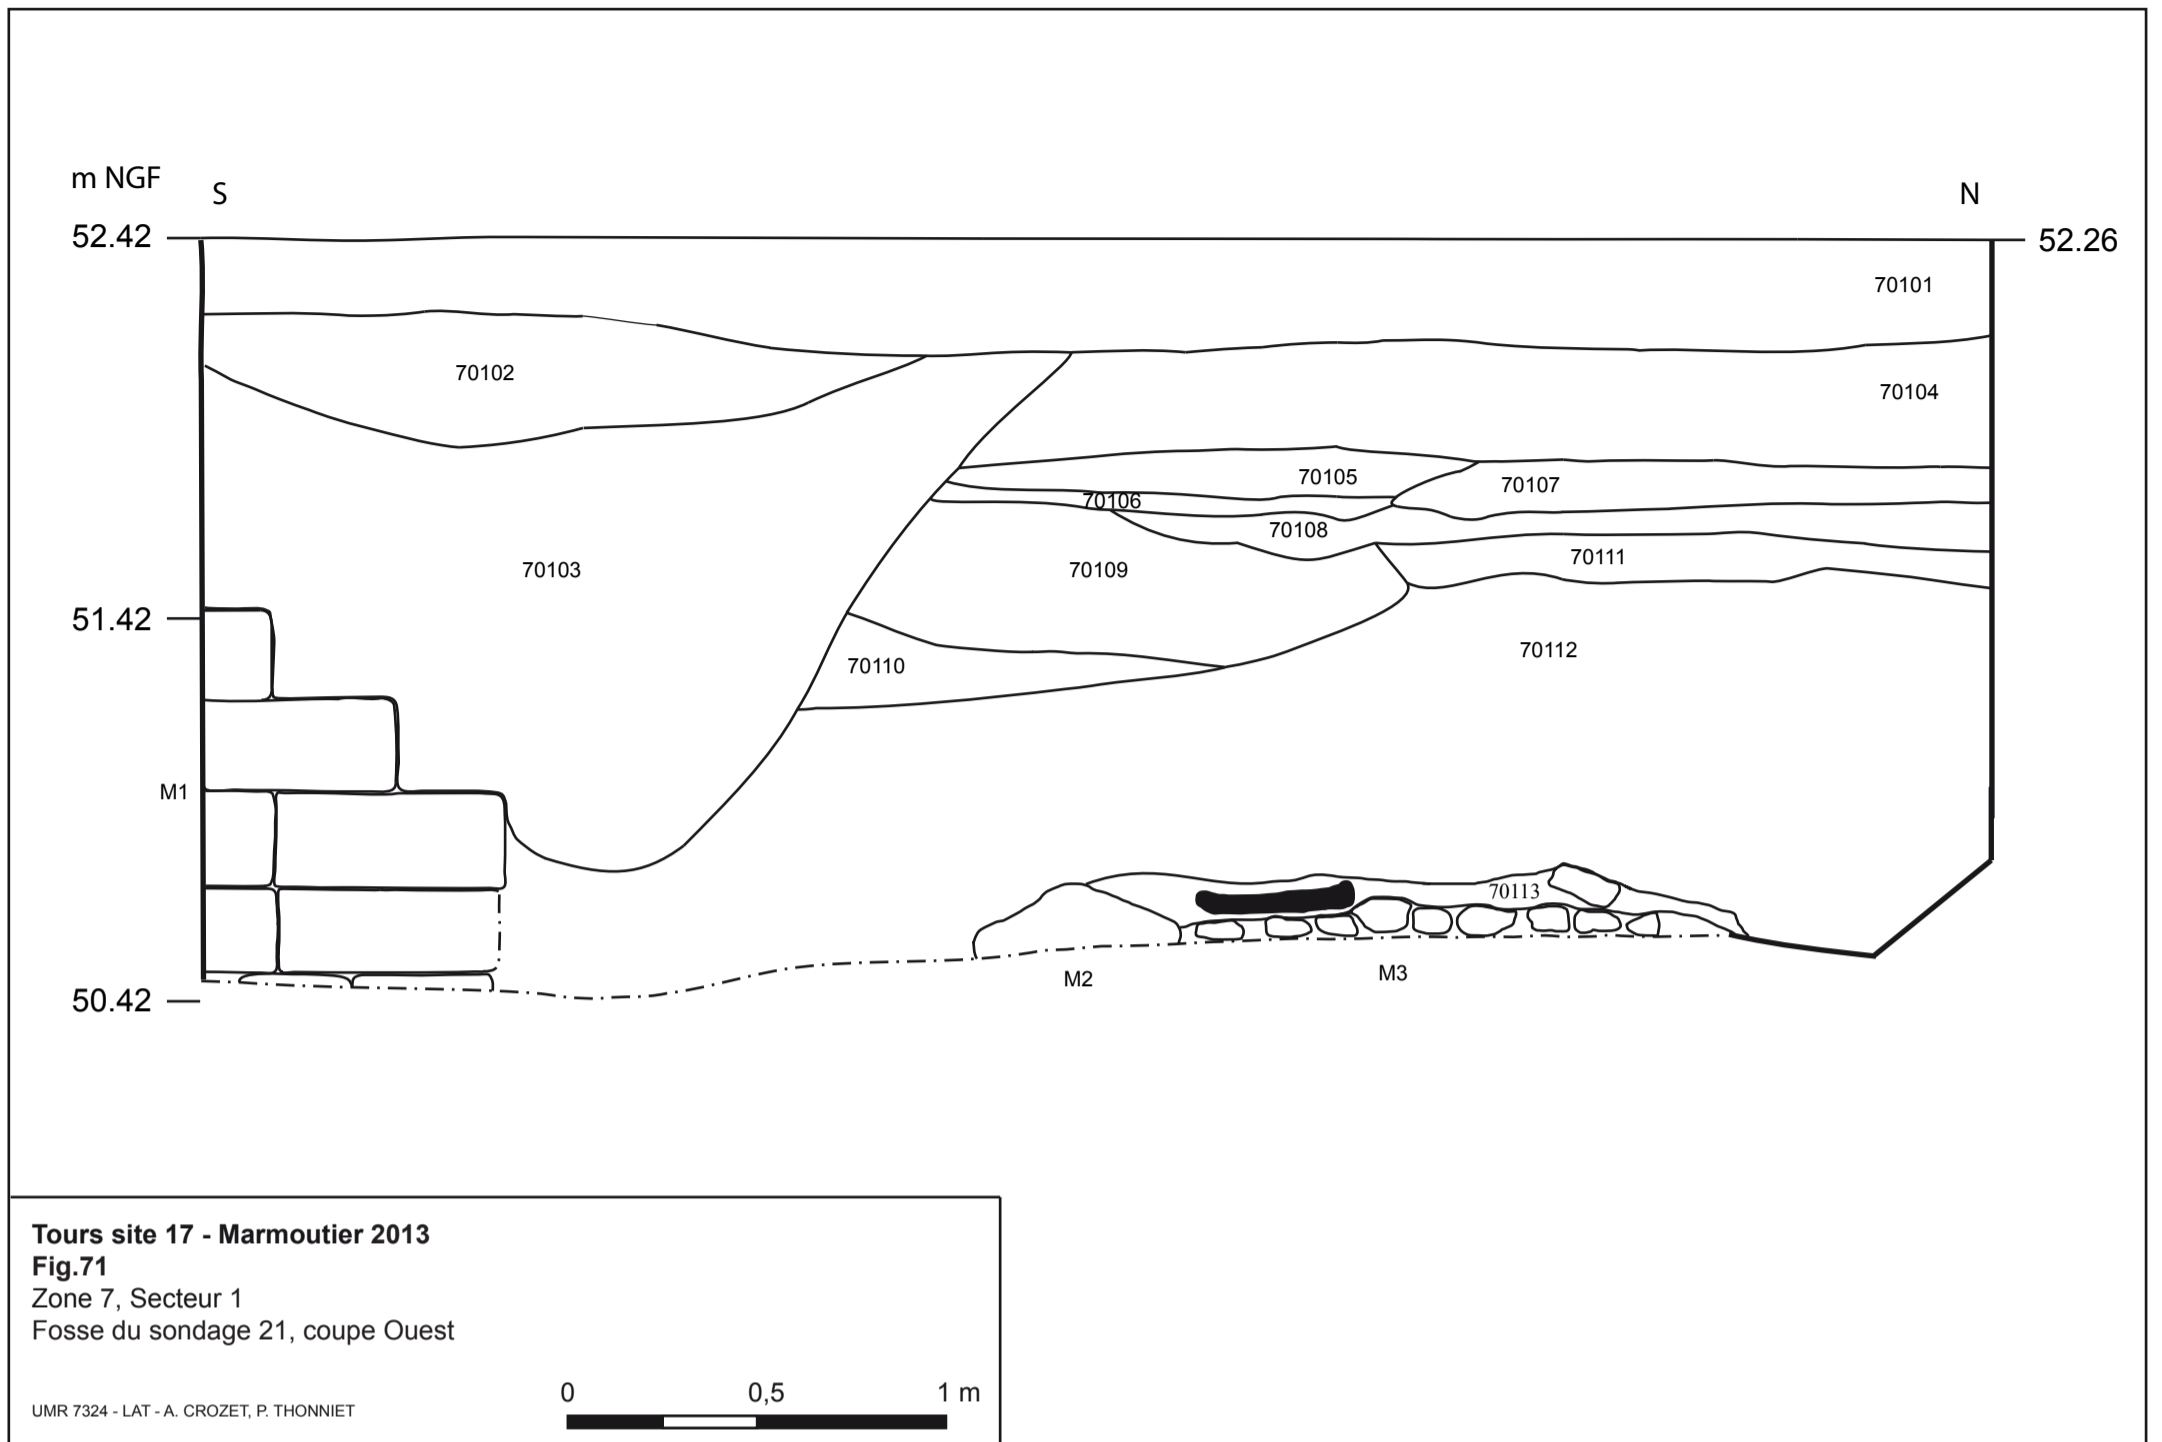 m NGF
S
N
52.42
52.26
70101
70102
70104
70105
70107
70106
70108
70103
70109
70111
51.42
70112
70110
M1
70113
50.42
M2
M3
Tours site 17 - Marmoutier 2013
Fig.71
Zone 7, Secteur 1
Fosse du sondage 21, coupe Ouest
0 0,5 1 m
UMR 7324 - LAT - A. CROZET, P. THONNIET